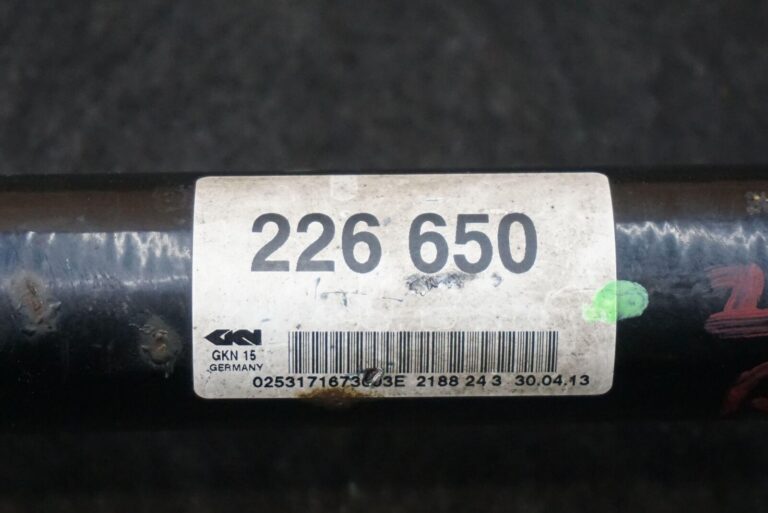 226 650
GKN
GKN 15
GERMANY
2188 24 3 30.04.13